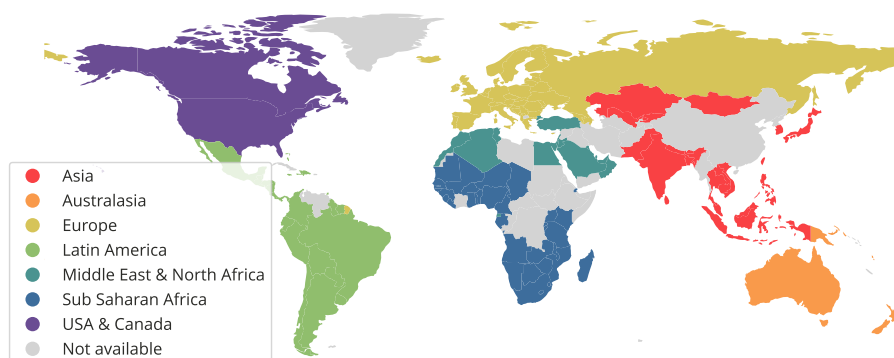 Asia
Australasia
Europe
Latin America
Middle East & North Africa
Sub Saharan Africa
USA & Canada
Not available